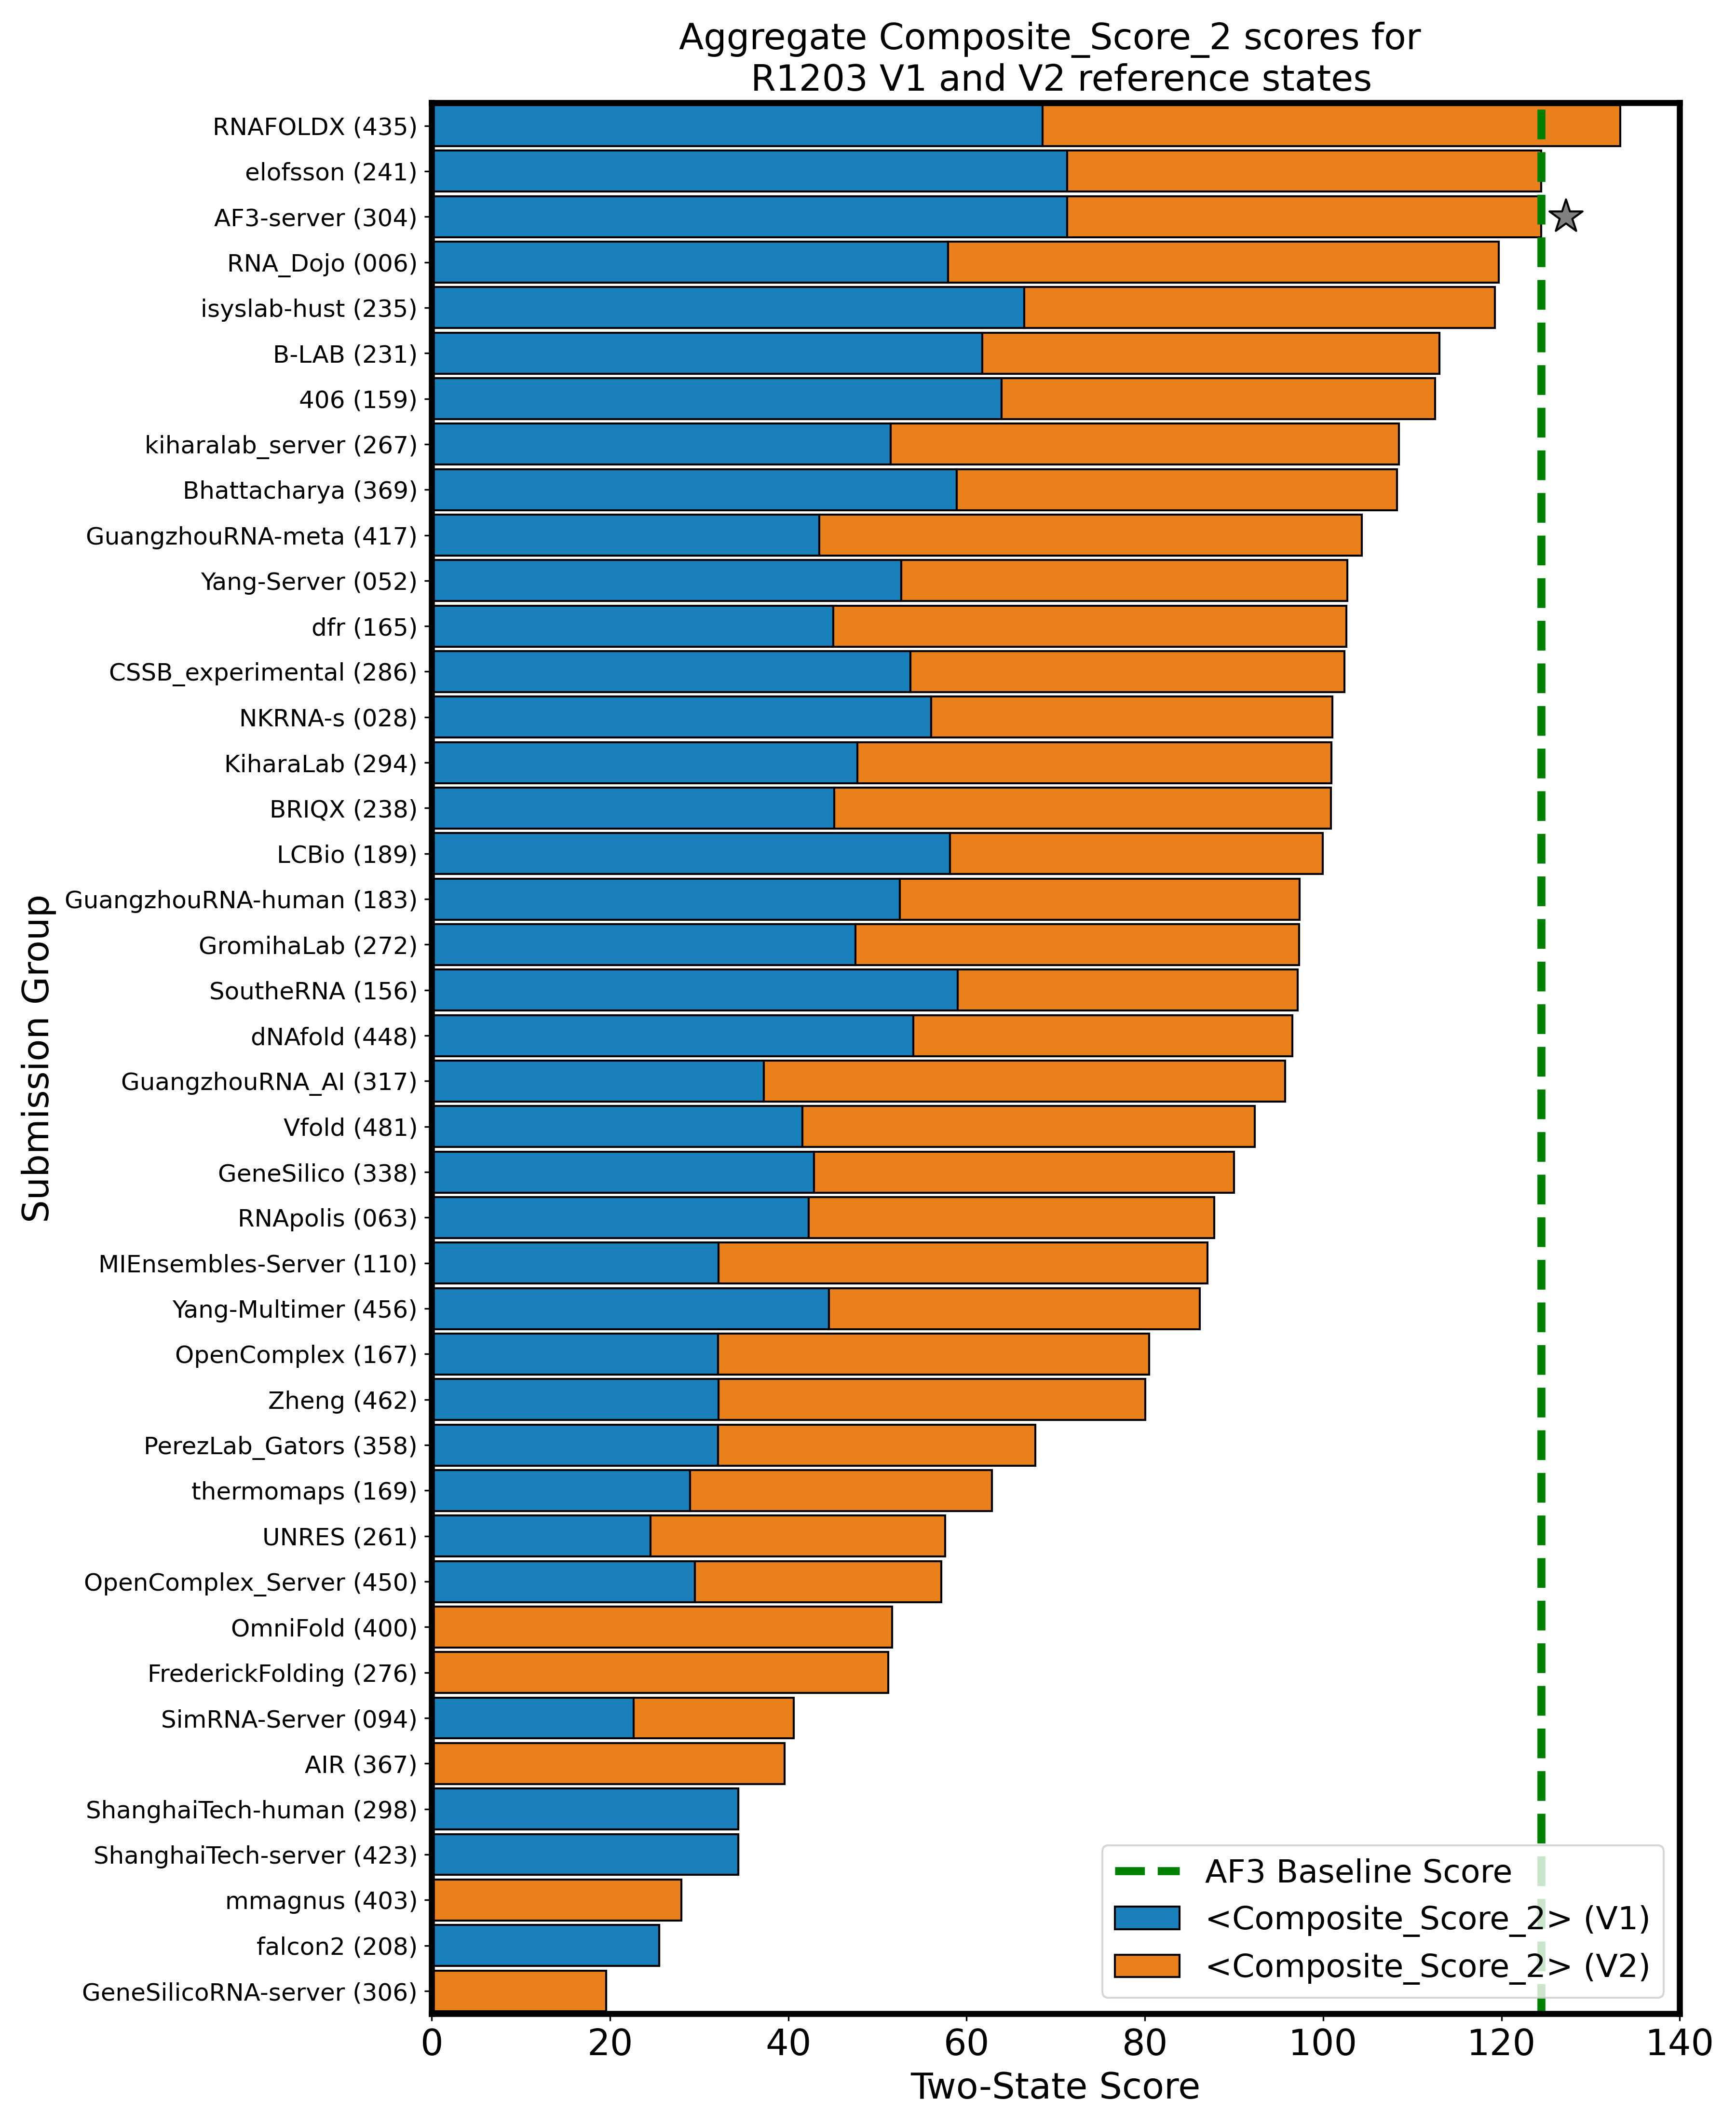 Aggregate Composite_Score_2 scores for
R1203 V1 and V2 reference states
RNAFOLDX (435)
elofsson (241)
AF3-server (304)
RNA_Dojo (006)
isyslab-hust (235)
B-LAB (231)
406 (159)
kiharalab_server (267)
Bhattacharya (369)
GuangzhouRNA-meta (417)
Yang-Server (052)
dfr (165)
CSSB_experimental (286)
NKRNA-s (028)
KiharaLab (294)
BRIQX (238)
LCBio (189)
GuangzhouRNA-human (183)
GromihaLab (272)
SoutheRNA (156)
dNAfold (448)
GuangzhouRNA_AI (317)
Vfold (481)
GeneSilico (338)
RNApolis (063)
MIEnsembles-Server (110)
Yang-Multimer (456)
OpenComplex (167)
Zheng (462)
PerezLab_Gators (358)
thermomaps (169)
UNRES (261)
OpenComplex_Server (450)
OmniFold (400)
FrederickFolding (276)
SimRNA-Server (094)
AIR (367)
ShanghaiTech-human (298)
ShanghaiTech-server (423)
mmagnus (403)
falcon2 (208)
GeneSilicoRNA-server (306)
Submission Group
AF3 Baseline Score
<Composite_Score_2> (V1)
<Composite_Score_2> (V2)
0 20 40 60 80 100 120 140
Two-State Score